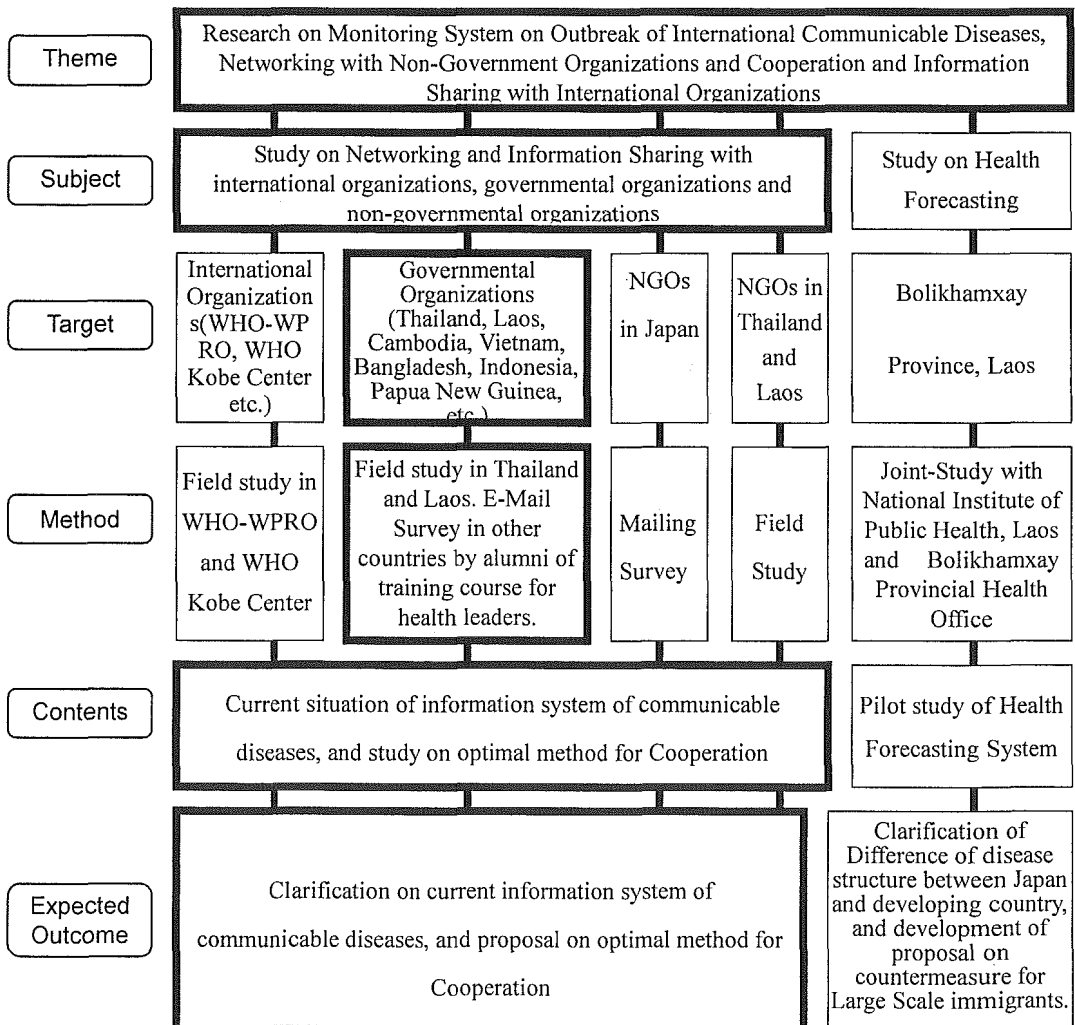 Theme
Research on Monitoring System on Outbreak of International Communicable Diseases,
Networking with Non-Government Organizations and Cooperation and Information
Sharing with International Organizations
Subject
Study on Networking and Information Sharing with
international organizations, governmental organizations and
non-governmental organizations
Study on Health
Forecasting
Target
International
Organization
s(WHO-WP
RO, WHO
Kobe Center
etc.)
Governmental
Organizations
(Thailand, Laos,
Cambodia, Vietnam,
Bangladesh, Indonesia,
Papua New Guinea,
etc.)
NGOs
in Japan
NGOs in
Thailand
and
Laos
Bolikhamxay
Province, Laos
Method
Field study in
WHO-WPRO
and WHO
Kobe Center
Field study in Thailand
and Laos. E-Mail
Survey in other
countries by alumni of
training course for
health leaders.
Mailing
Survey
Field
Study
Joint-Study with
National Institute of
Public Health, Laos
and Bolikhamxay
Provincial Health
Office
Contents
Current situation of information system of communicable
diseases, and study on optimal method for Cooperation
Pilot study of Health
Forecasting System
Expected
Outcome
Clarification on current information system of
communicable diseases, and proposal on optimal method for
Cooperation
Clarification of
Difference of disease
structure between Japan
and developing country,
and development of
proposal on
countermeasure for
Large Scale immigrants.